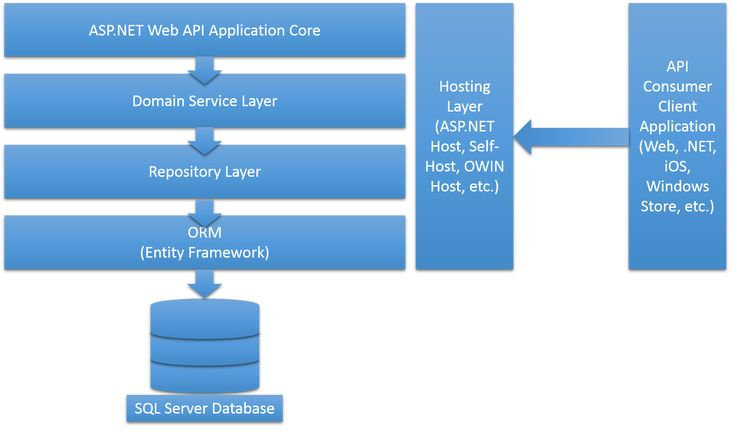 ASP.NET Web API Application Core
Domain Service Layer
Repository Layer
ORM
(Entity Framework)
SQL Server Database
Hosting
Layer
(ASP.NET
Host, Self-
Host, OWIN
Host, etc.)
API
Consumer
Client
Application
(Web, .NET,
iOS,
Windows
Store, etc.)